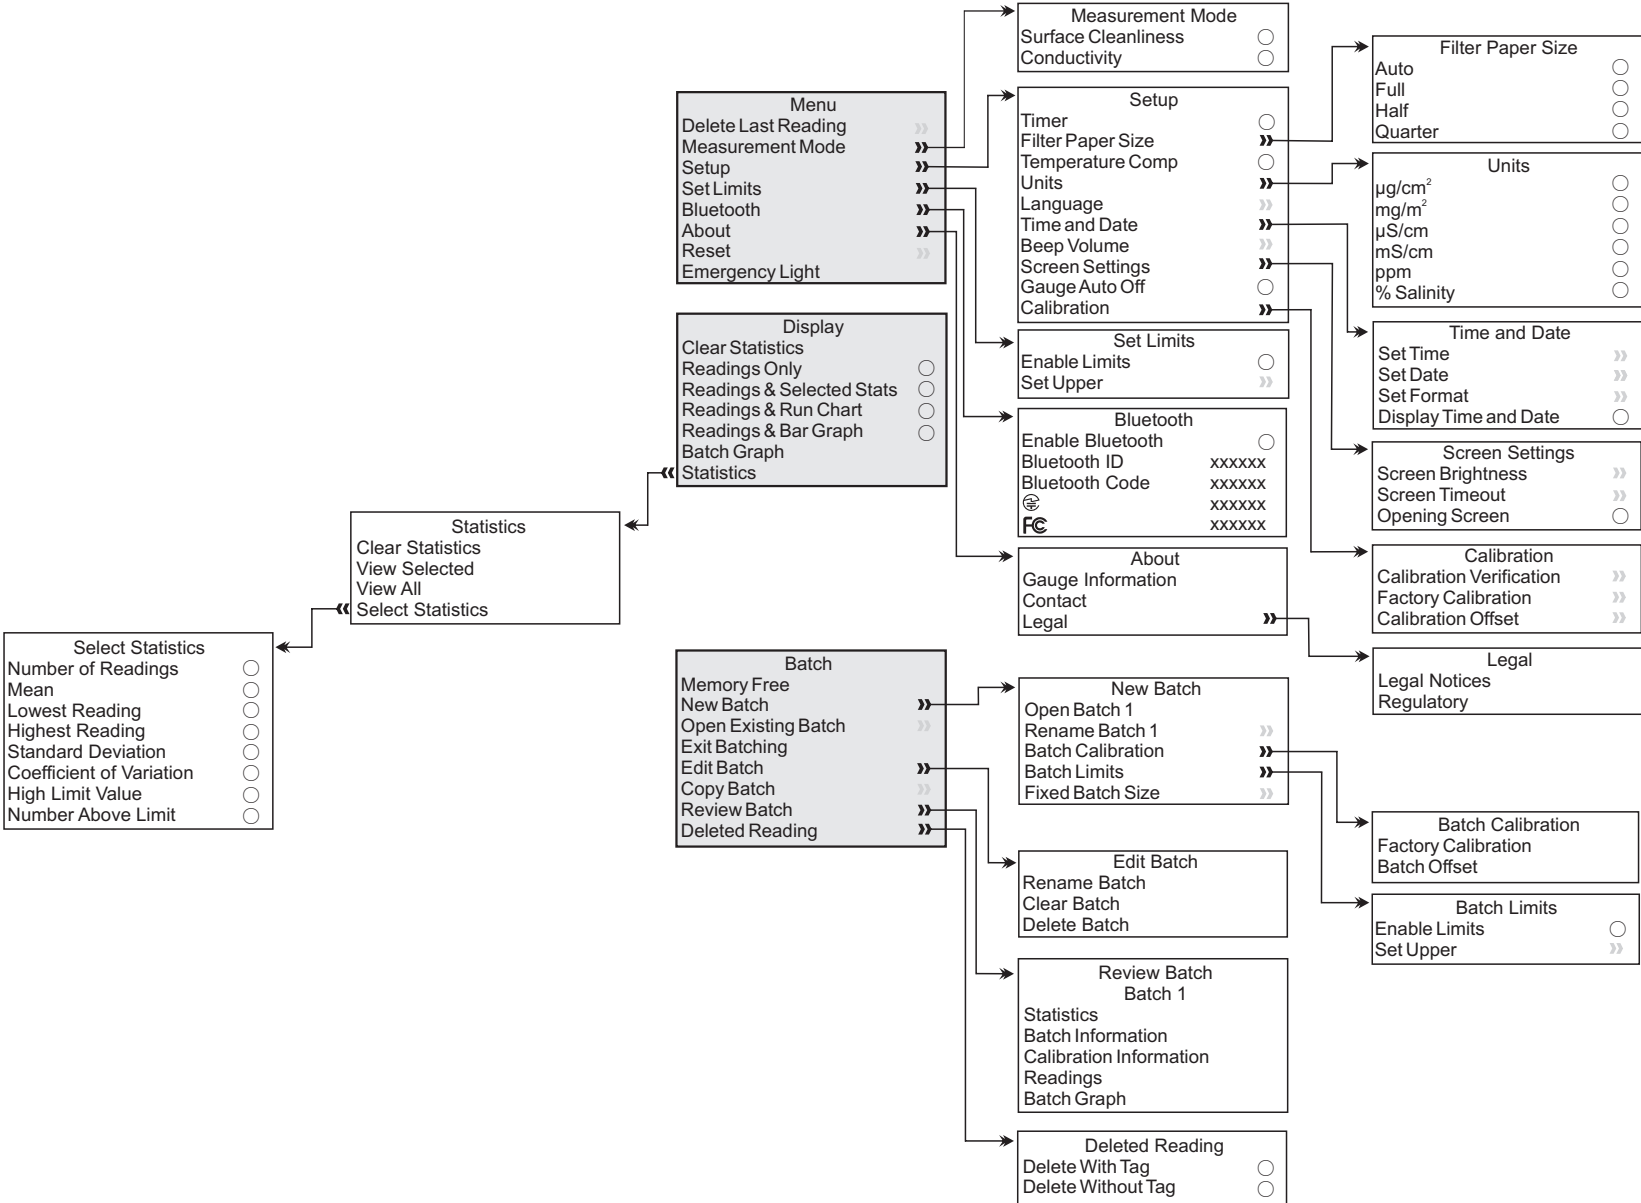 Measurement Mode
Surface Cleanliness
Conductivity
Filter Paper Size
Auto
Full
Half
Quarter
Menu
Delete Last Reading
Measurement Mode
Setup
Set Limits
Bluetooth
About
Reset
Emergency Light
Setup
Timer
Filter Paper Size
Temperature Comp
Units
Language
Time and Date
Beep Volume
Screen Settings
Gauge Auto Off
Calibration
Units
µg/cm²
mg/m²
µS/cm
mS/cm
ppm
% Salinity
Display
Clear Statistics
Readings Only
Readings & Selected Stats
Readings & Run Chart
Readings & Bar Graph
Batch Graph
Statistics
Set Limits
Enable Limits
Set Upper
Time and Date
Set Time
Set Date
Set Format
Display Time and Date
Bluetooth
Enable Bluetooth
Bluetooth ID xxxxxx
Bluetooth Code xxxxxx
xxxxxx
FC xxxxxx
Screen Settings
Screen Brightness
Screen Timeout
Opening Screen
Statistics
Clear Statistics
View Selected
View All
Select Statistics
About
Gauge Information
Contact
Legal
Calibration
Calibration Verification
Factory Calibration
Calibration Offset
Select Statistics
Number of Readings
Mean
Lowest Reading
Highest Reading
Standard Deviation
Coefficient of Variation
High Limit Value
Number Above Limit
Batch
Memory Free
New Batch
Open Existing Batch
Exit Batching
Edit Batch
Copy Batch
Review Batch
Deleted Reading
Legal
Legal Notices
Regulatory
New Batch
Open Batch 1
Rename Batch 1
Batch Calibration
Batch Limits
Fixed Batch Size
Batch Calibration
Factory Calibration
Batch Offset
Edit Batch
Rename Batch
Clear Batch
Delete Batch
Batch Limits
Enable Limits
Set Upper
Review Batch
Batch 1
Statistics
Batch Information
Calibration Information
Readings
Batch Graph
Deleted Reading
Delete With Tag
Delete Without Tag